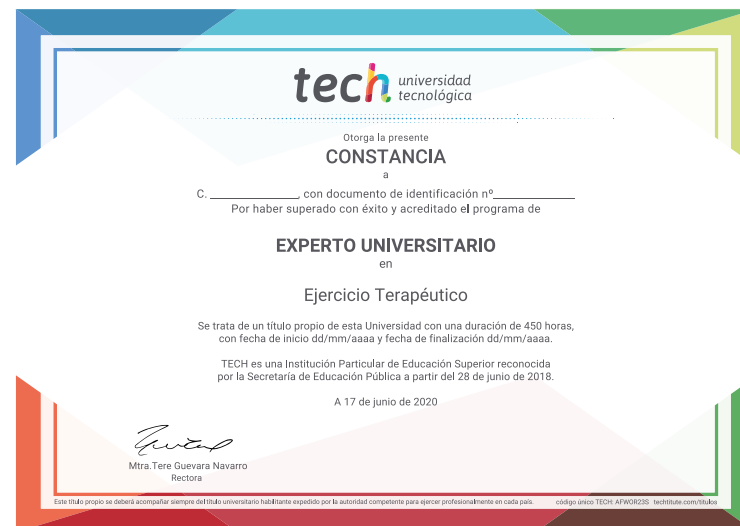 tech universidad
tecnológica
Otorga la presente
CONSTANCIA
a
C. ______________, con documento de identificación nº______________
Por haber superado con éxito y acreditado el programa de
EXPERTO UNIVERSITARIO
en
Ejercicio Terapéutico
Se trata de un título propio de esta Universidad con una duración de 450 horas,
con fecha de inicio dd/mm/aaaa y fecha de finalización dd/mm/aaaa.
TECH es una Institución Particular de Educación Superior reconocida
por la Secretaría de Educación Pública a partir del 28 de junio de 2018.
A 17 de junio de 2020
Mtra.Tere Guevara Navarro
Rectora
Este título propio se deberá acompañar siempre del título universitario habilitante expedido por la autoridad competente para ejercer profesionalmente en cada país. código único TECH: AFWOR23S techtitute.com/titulos